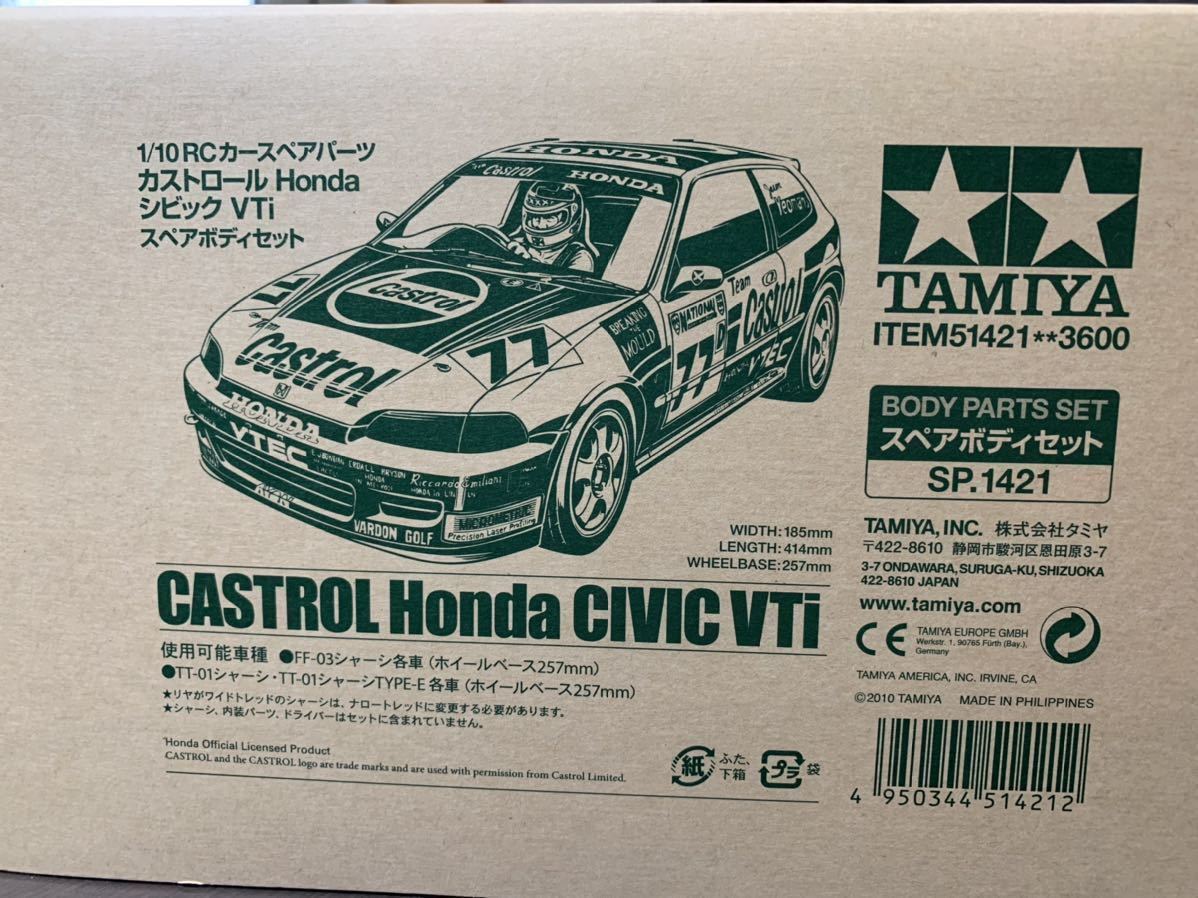 1/10 RCカースペアパーツ
カストロール Honda
シビック VTi
スペアボディセット
HONDA
Castrol HONDA
Jason Yeomans
Castrol
77
Team
Castrol
77
BREAKING
THE
MOULD
NATIONAL
77
D
Team
Castrol
VTEC
HONDA
VTEC
HONDA
Riccardo Emiliani
MICROMETRIC
Precision Laser Profiling
VARDON GOLF
WIDTH:185mm
LENGTH:414mm
WHEELBASE:257mm
CASTROL Honda CIVIC VTi
使用可能車種 ●FF-03シャーシ各車（ホイールベース257mm）
●TT-01シャーシ・TT-01シャーシTYPE-E 各車（ホイールベース257mm）
★リヤがワイドトレッドのシャーシは、ナロートレッドに変更する必要があります。
★シャーシ、内装パーツ、ドライバーはセットに含まれていません。
Honda Official Licensed Product
CASTROL and the CASTROL logo are trade marks and are used with permission from Castrol Limited.
紙 ふた、
下箱
プラ 袋
TAMIYA
ITEM51421**3600
BODY PARTS SET
スペアボディセット
SP.1421
TAMIYA, INC. 株式会社タミヤ
〒422-8610 静岡市駿河区恩田原3-7
3-7 ONDAWARA, SURUGA-KU, SHIZUOKA
422-8610 JAPAN
www.tamiya.com
CE
TAMIYA EUROPE GMBH
Werkstr. 1, 90765 Fürth (Bay.),
Germany
TAMIYA AMERICA, INC. IRVINE, CA
©2010 TAMIYA MADE IN PHILIPPINES
4 950344 514212